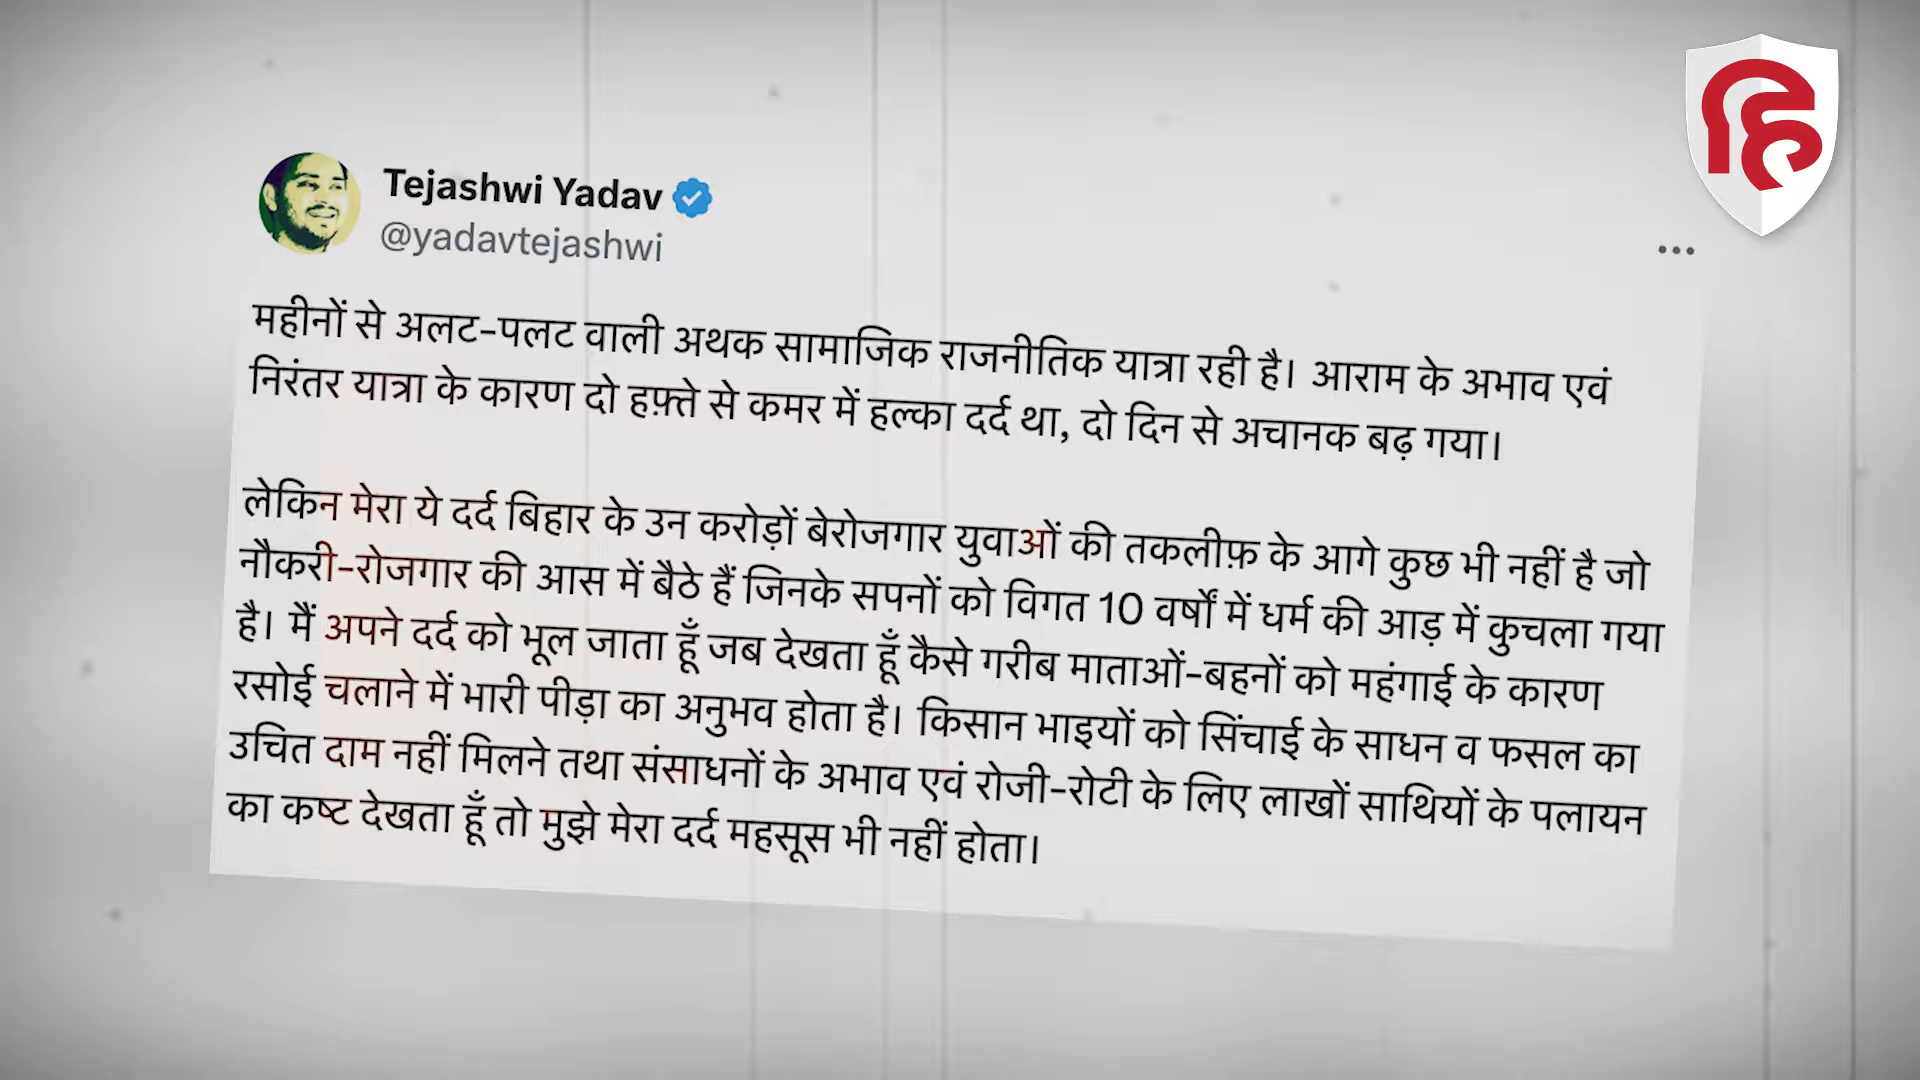 हि
Tejashwi Yadav
@yadavtejashwi
महीनों से अलट-पलट वाली अथक सामाजिक राजनीतिक यात्रा रही है। आराम के अभाव एवं
निरंतर यात्रा के कारण दो हफ़्ते से कमर में हल्का दर्द था, दो दिन से अचानक बढ़ गया।
लेकिन मेरा ये दर्द बिहार के उन करोड़ों बेरोजगार युवाओं की तकलीफ़ के आगे कुछ भी नहीं है जो
नौकरी-रोजगार की आस में बैठे हैं जिनके सपनों को विगत 10 वर्षों में धर्म की आड़ में कुचला गया
है। मैं अपने दर्द को भूल जाता हूँ जब देखता हूँ कैसे गरीब माताओं-बहनों को महंगाई के कारण
रसोई चलाने में भारी पीड़ा का अनुभव होता है। किसान भाइयों को सिंचाई के साधन व फसल का
उचित दाम नहीं मिलने तथा संसाधनों के अभाव एवं रोजी-रोटी के लिए लाखों साथियों के पलायन
का कष्ट देखता हूँ तो मुझे मेरा दर्द महसूस भी नहीं होता।